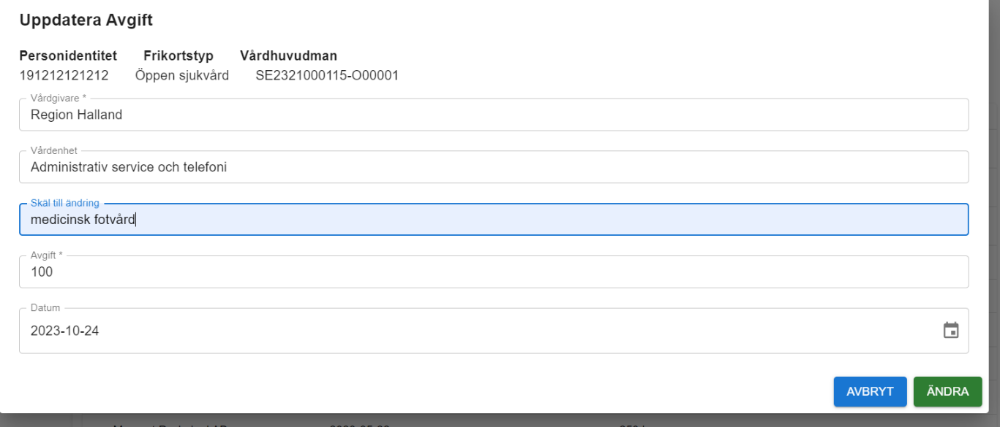 Uppdatera Avgift
Personidentitet Frikortstyp Vårdhuvudman
191212121212 Öppen sjukvård SE2321000115-O00001
Vårdgivare *
Region Halland
Vårdenhet
Administrativ service och telefoni
Skäl till ändring
medicinsk fotvård
Avgift *
100
Datum
2023-10-24
AVBRYT ÄNDRA